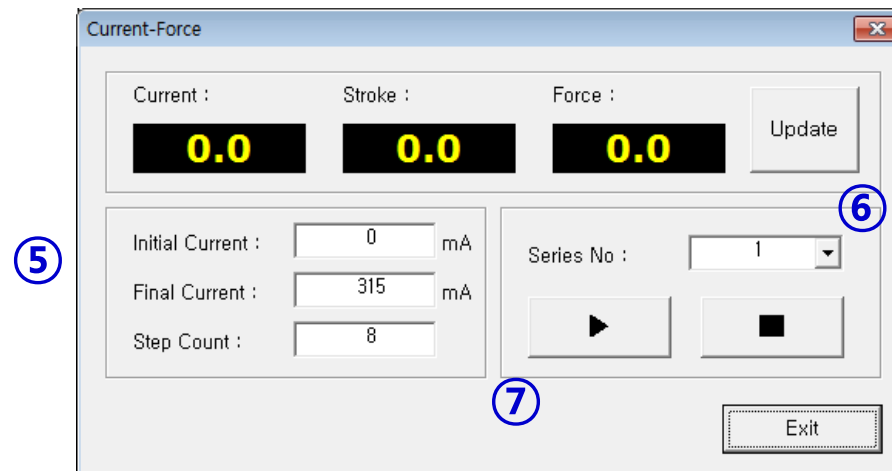 Current-Force
Current : Stroke : Force :
0.0 0.0 0.0 Update
⑥
⑤
Initial Current : 0 mA
Final Current : 315 mA
Step Count : 8
Series No : 1
⑦
Exit